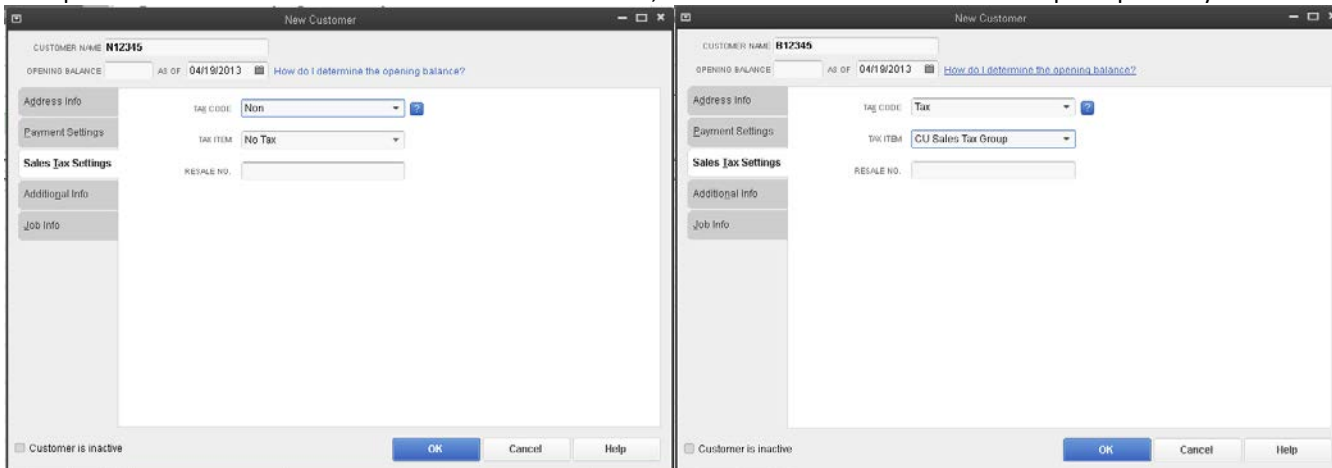 New Customer
CUSTOMER NAME N12345
OPENING BALANCE AS OF 04/19/2013 How do I determine the opening balance?
Address Info
Payment Settings
Sales Tax Settings
Additional Info
Job Info
TAX CODE Non ?
TAX ITEM No Tax
RESALE NO.
Customer is inactive
OK Cancel Help
New Customer
CUSTOMER NAME B12345
OPENING BALANCE AS OF 04/19/2013 How do I determine the opening balance?
Address Info
Payment Settings
Sales Tax Settings
Additional Info
Job Info
TAX CODE Tax ?
TAX ITEM CU Sales Tax Group
RESALE NO.
Customer is inactive
OK Cancel Help